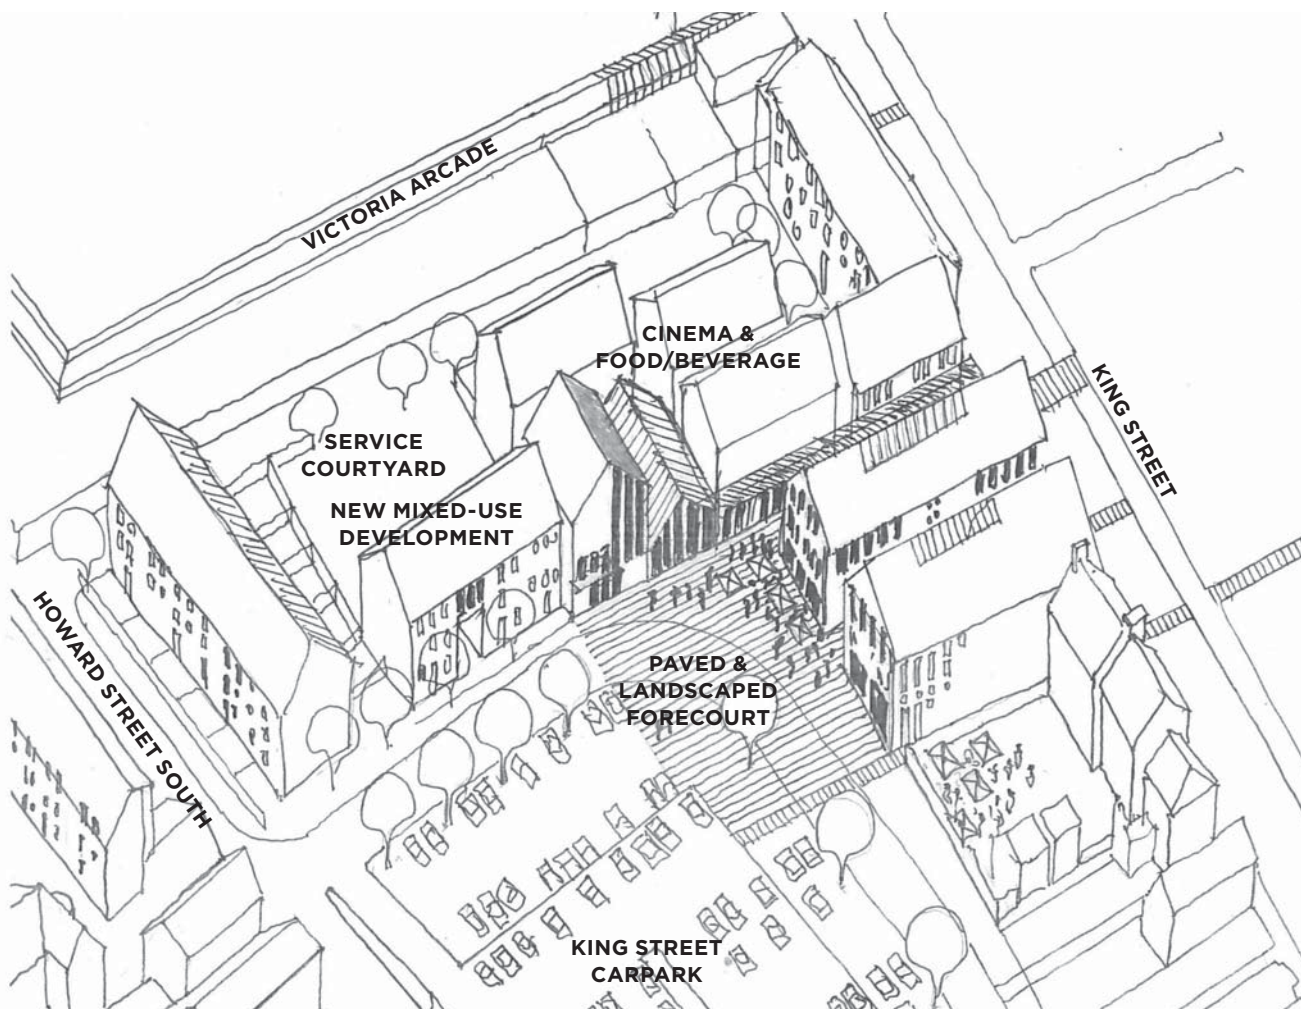 VICTORIA ARCADE
CINEMA &
FOOD/BEVERAGE
KING STREET
SERVICE
COURTYARD
NEW MIXED-USE
DEVELOPMENT
HOWARD STREET SOUTH
PAVED &
LANDSCAPED
FORECOURT
KING STREET
CARPARK